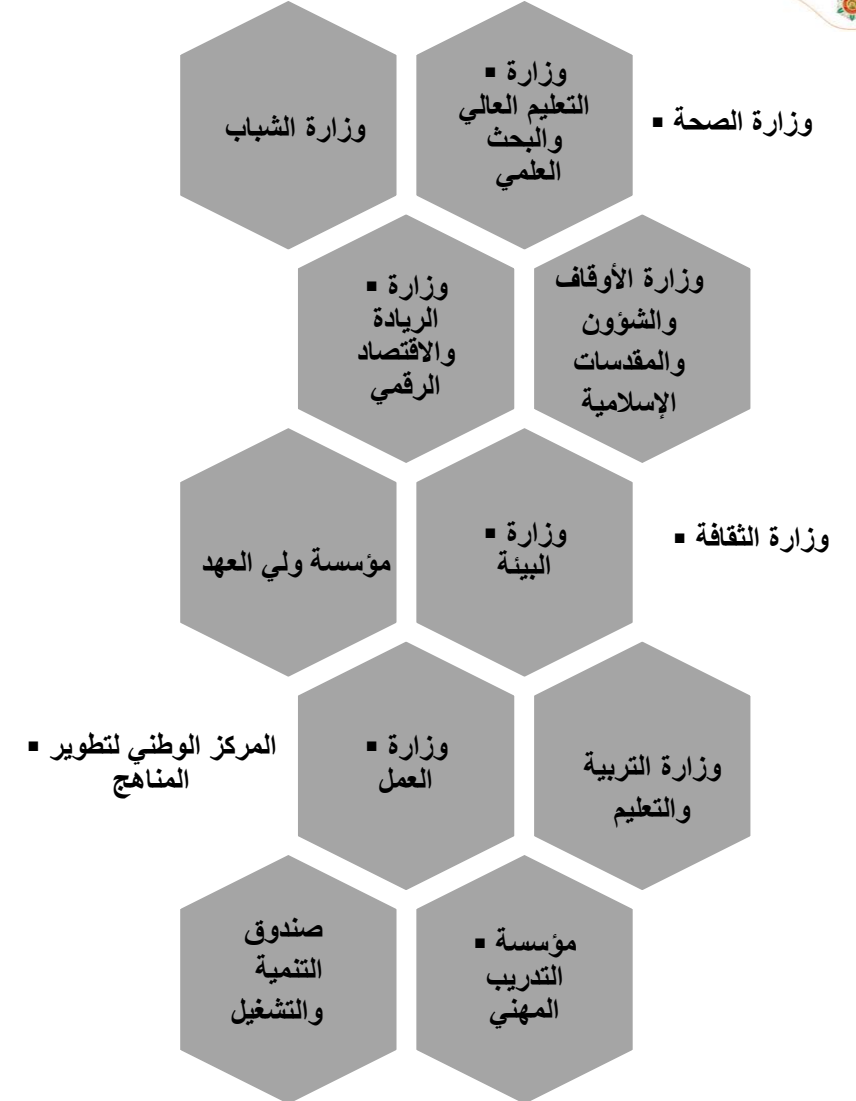 ▪ وزارة الصحة
▪ وزارة
التعليم العالي
والبحث
العلمي
وزارة الشباب
وزارة الأوقاف
والشؤون
والمقدسات
الإسلامية
▪ وزارة
الريادة
والاقتصاد
الرقمي
▪ وزارة الثقافة
▪ وزارة
البيئة
مؤسسة ولي العهد
وزارة التربية
والتعليم
▪ وزارة
العمل
▪ المركز الوطني لتطوير
المناهج
▪ مؤسسة
التدريب
المهني
صندوق
التنمية
والتشغيل